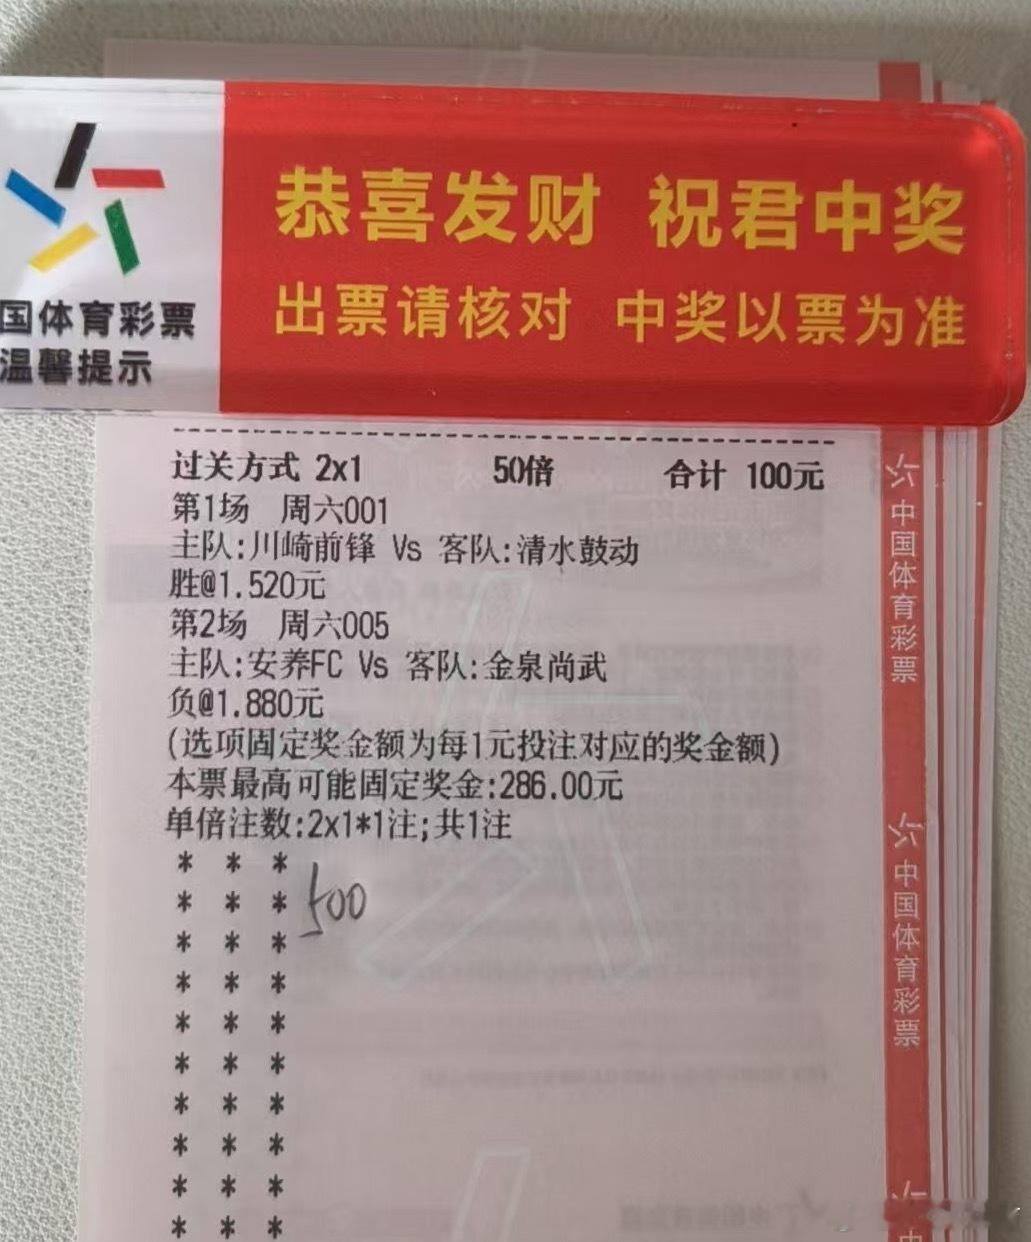 恭喜发财 祝君中奖
出票请核对 中奖以票为准
国体育彩票
温馨提示
过关方式 2x1 50倍 合计 100元
第1场 周六001
主队:川崎前锋 Vs 客队:清水鼓动
胜@1.520元
第2场 周六005
主队:安养FC Vs 客队:金泉尚武
负@1.880元
(选项固定奖金额为每1元投注对应的奖金额)
本票最高可能固定奖金:286.00元
单倍注数:2x1*1注;共1注
* * *
* * * 500
* * *
* * *
* * *
* * *
* * *
* * *
* * *
* * *
中国体育彩票
中国体育彩票
中